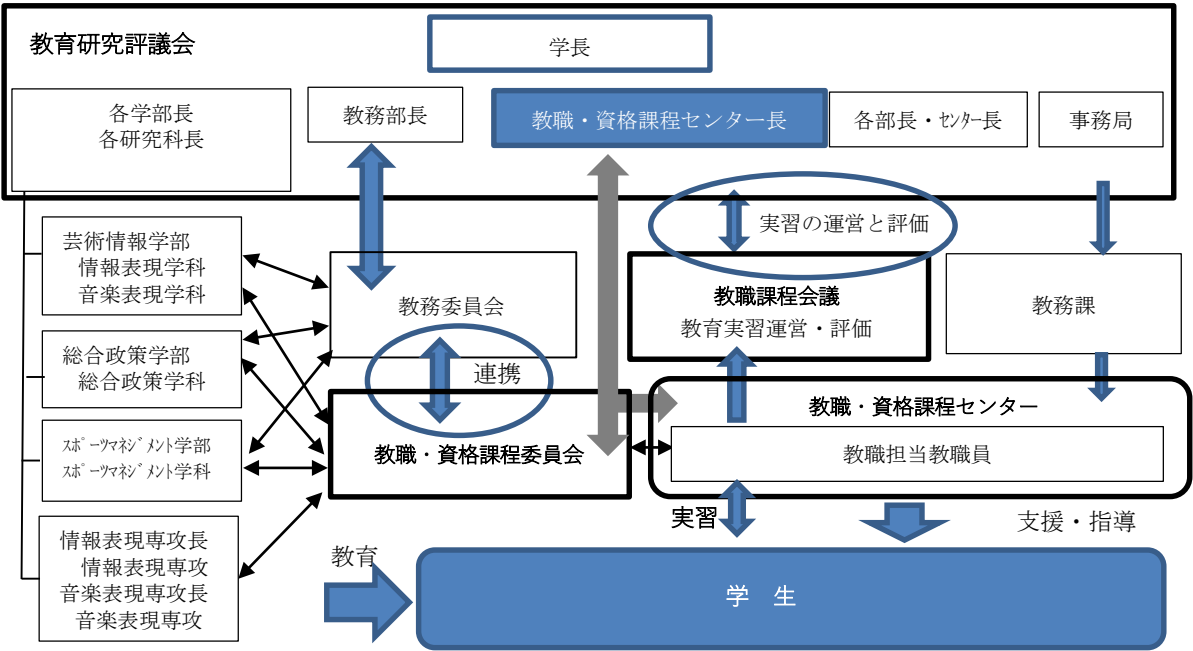 教育研究評議会
学長
各学部長
各研究科長
教務部長
教職・資格課程センター長
各部長・ｾﾝﾀｰ長
事務局
実習の運営と評価
芸術情報学部
情報表現学科
音楽表現学科
教務委員会
教職課程会議
教育実習運営・評価
教務課
総合政策学部
総合政策学科
連携
教職・資格課程センター
ｽﾎﾟｰﾂﾏﾈｼﾞﾒﾝﾄ学部
ｽﾎﾟｰﾂﾏﾈｼﾞﾒﾝﾄ学科
教職・資格課程委員会
教職担当教職員
実習
支援・指導
情報表現専攻長
情報表現専攻
音楽表現専攻長
音楽表現専攻
教育
学　生